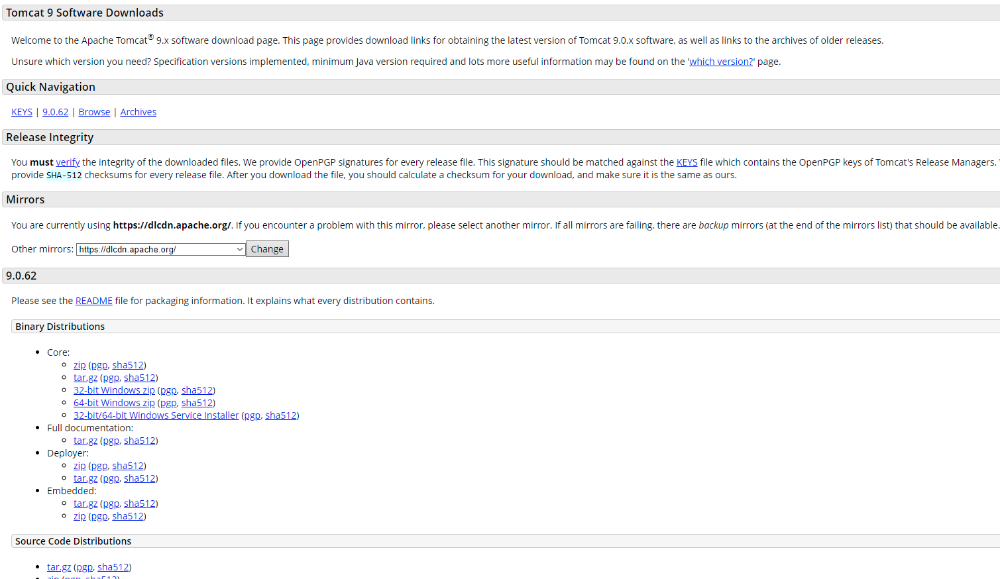 Tomcat 9 Software Downloads
Welcome to the Apache Tomcat® 9.x software download page. This page provides download links for obtaining the latest version of Tomcat 9.0.x software, as well as links to the archives of older releases.
Unsure which version you need? Specification versions implemented, minimum Java version required and lots more useful information may be found on the 'which version?' page.
Quick Navigation
KEYS | 9.0.62 | Browse | Archives
Release Integrity
You must verify the integrity of the downloaded files. We provide OpenPGP signatures for every release file. This signature should be matched against the KEYS file which contains the OpenPGP keys of Tomcat's Release Managers.
provide SHA-512 checksums for every release file. After you download the file, you should calculate a checksum for your download, and make sure it is the same as ours.
Mirrors
You are currently using https://dlcdn.apache.org/. If you encounter a problem with this mirror, please select another mirror. If all mirrors are failing, there are backup mirrors (at the end of the mirrors list) that should be available.
Other mirrors: https://dlcdn.apache.org/ Change
9.0.62
Please see the README file for packaging information. It explains what every distribution contains.
Binary Distributions
Core:
zip (pgp, sha512)
tar.gz (pgp, sha512)
32-bit Windows zip (pgp, sha512)
64-bit Windows zip (pgp, sha512)
32-bit/64-bit Windows Service Installer (pgp, sha512)
Full documentation:
tar.gz (pgp, sha512)
Deployer:
zip (pgp, sha512)
tar.gz (pgp, sha512)
Embedded:
tar.gz (pgp, sha512)
zip (pgp, sha512)
Source Code Distributions
tar.gz (pgp, sha512)
zip (pgp, sha512)